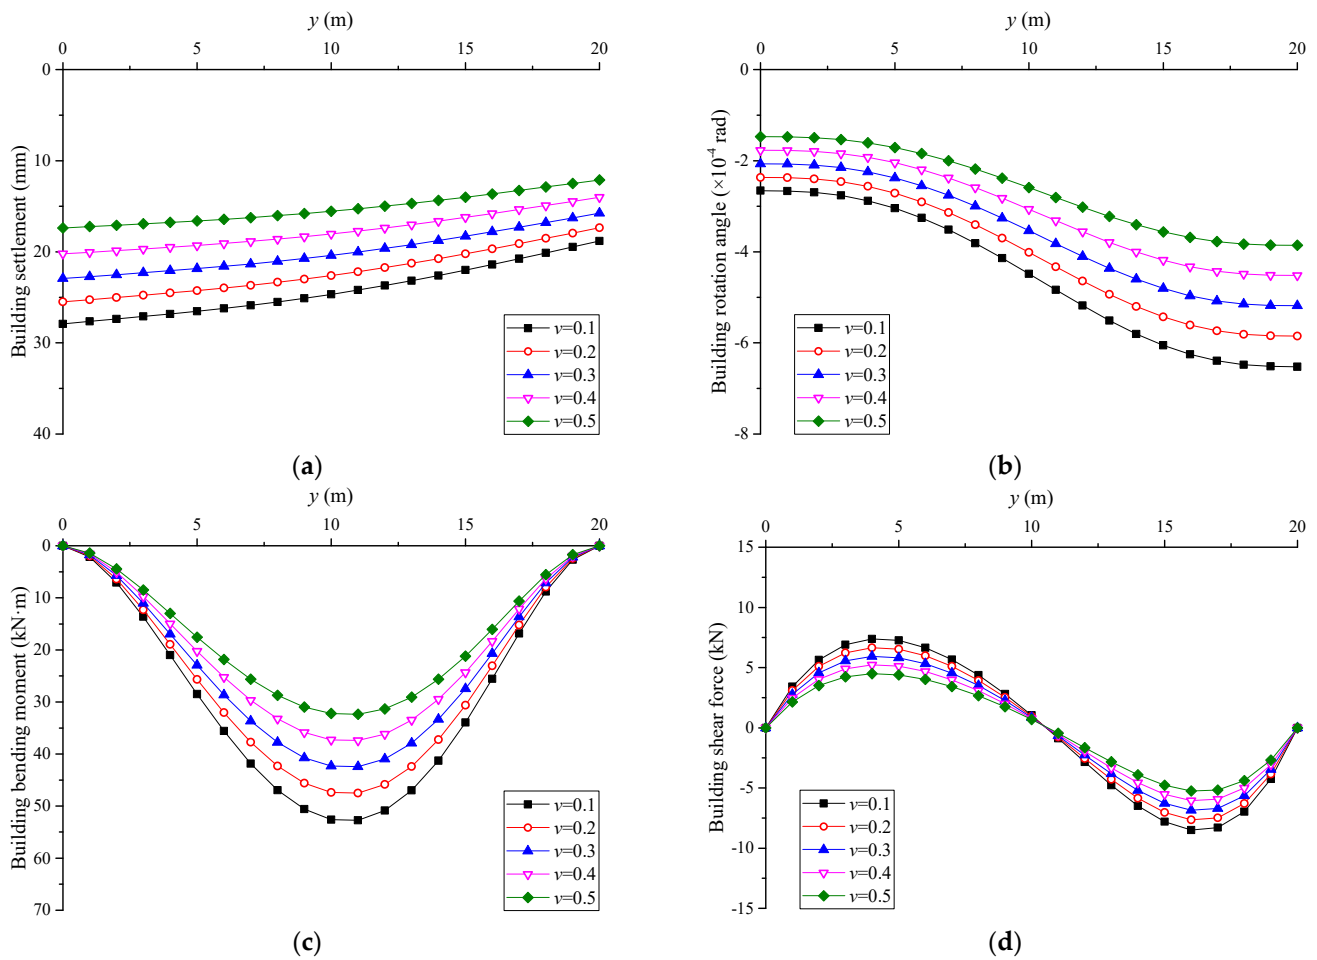 y (m)
0 5 10 15 20
0
10
20
30
40
Building settlement (mm)
v=0.1
v=0.2
v=0.3
v=0.4
v=0.5
(a)
y (m)
0 5 10 15 20
0
-2
-4
-6
-8
Building rotation angle (×10⁻⁴ rad)
v=0.1
v=0.2
v=0.3
v=0.4
v=0.5
(b)
y (m)
0 5 10 15 20
0
10
20
30
40
50
60
70
Building bending moment (kN·m)
v=0.1
v=0.2
v=0.3
v=0.4
v=0.5
(c)
y (m)
0 5 10 15 20
15
10
5
0
-5
-10
-15
Building shear force (kN)
v=0.1
v=0.2
v=0.3
v=0.4
v=0.5
(d)